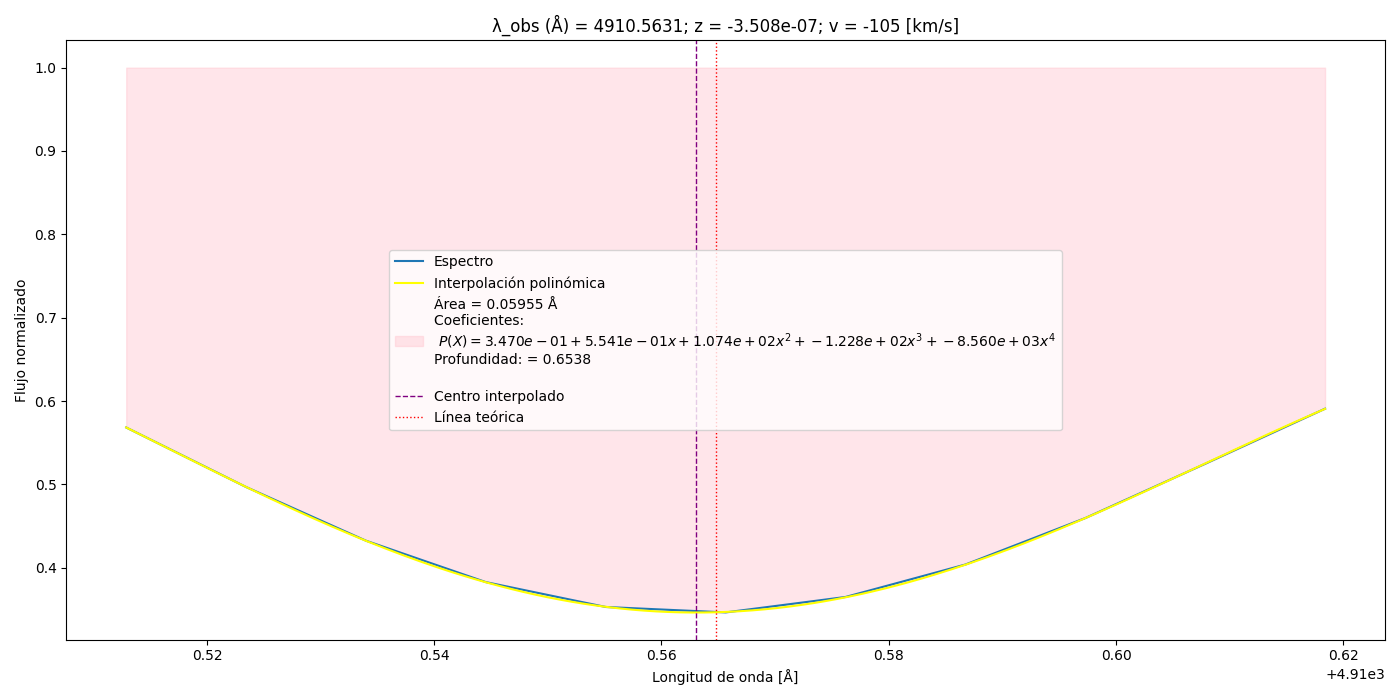 λ_obs (Å) = 4910.5631; z = -3.508e-07; v = -105 [km/s]
1.0
0.9
0.8
0.7
0.6
0.5
0.4
Flujo normalizado
Espectro
Interpolación polinómica
Área = 0.05955 Å
Coeficientes:
P(X) = 3.470e − 01 + 5.541e − 01x + 1.074e + 02x² + −1.228e + 02x³ + −8.560e + 03x⁴
Profundidad: = 0.6538
Centro interpolado
Línea teórica
0.52 0.54 0.56 0.58 0.60 0.62
+4.91e3
Longitud de onda [Å]